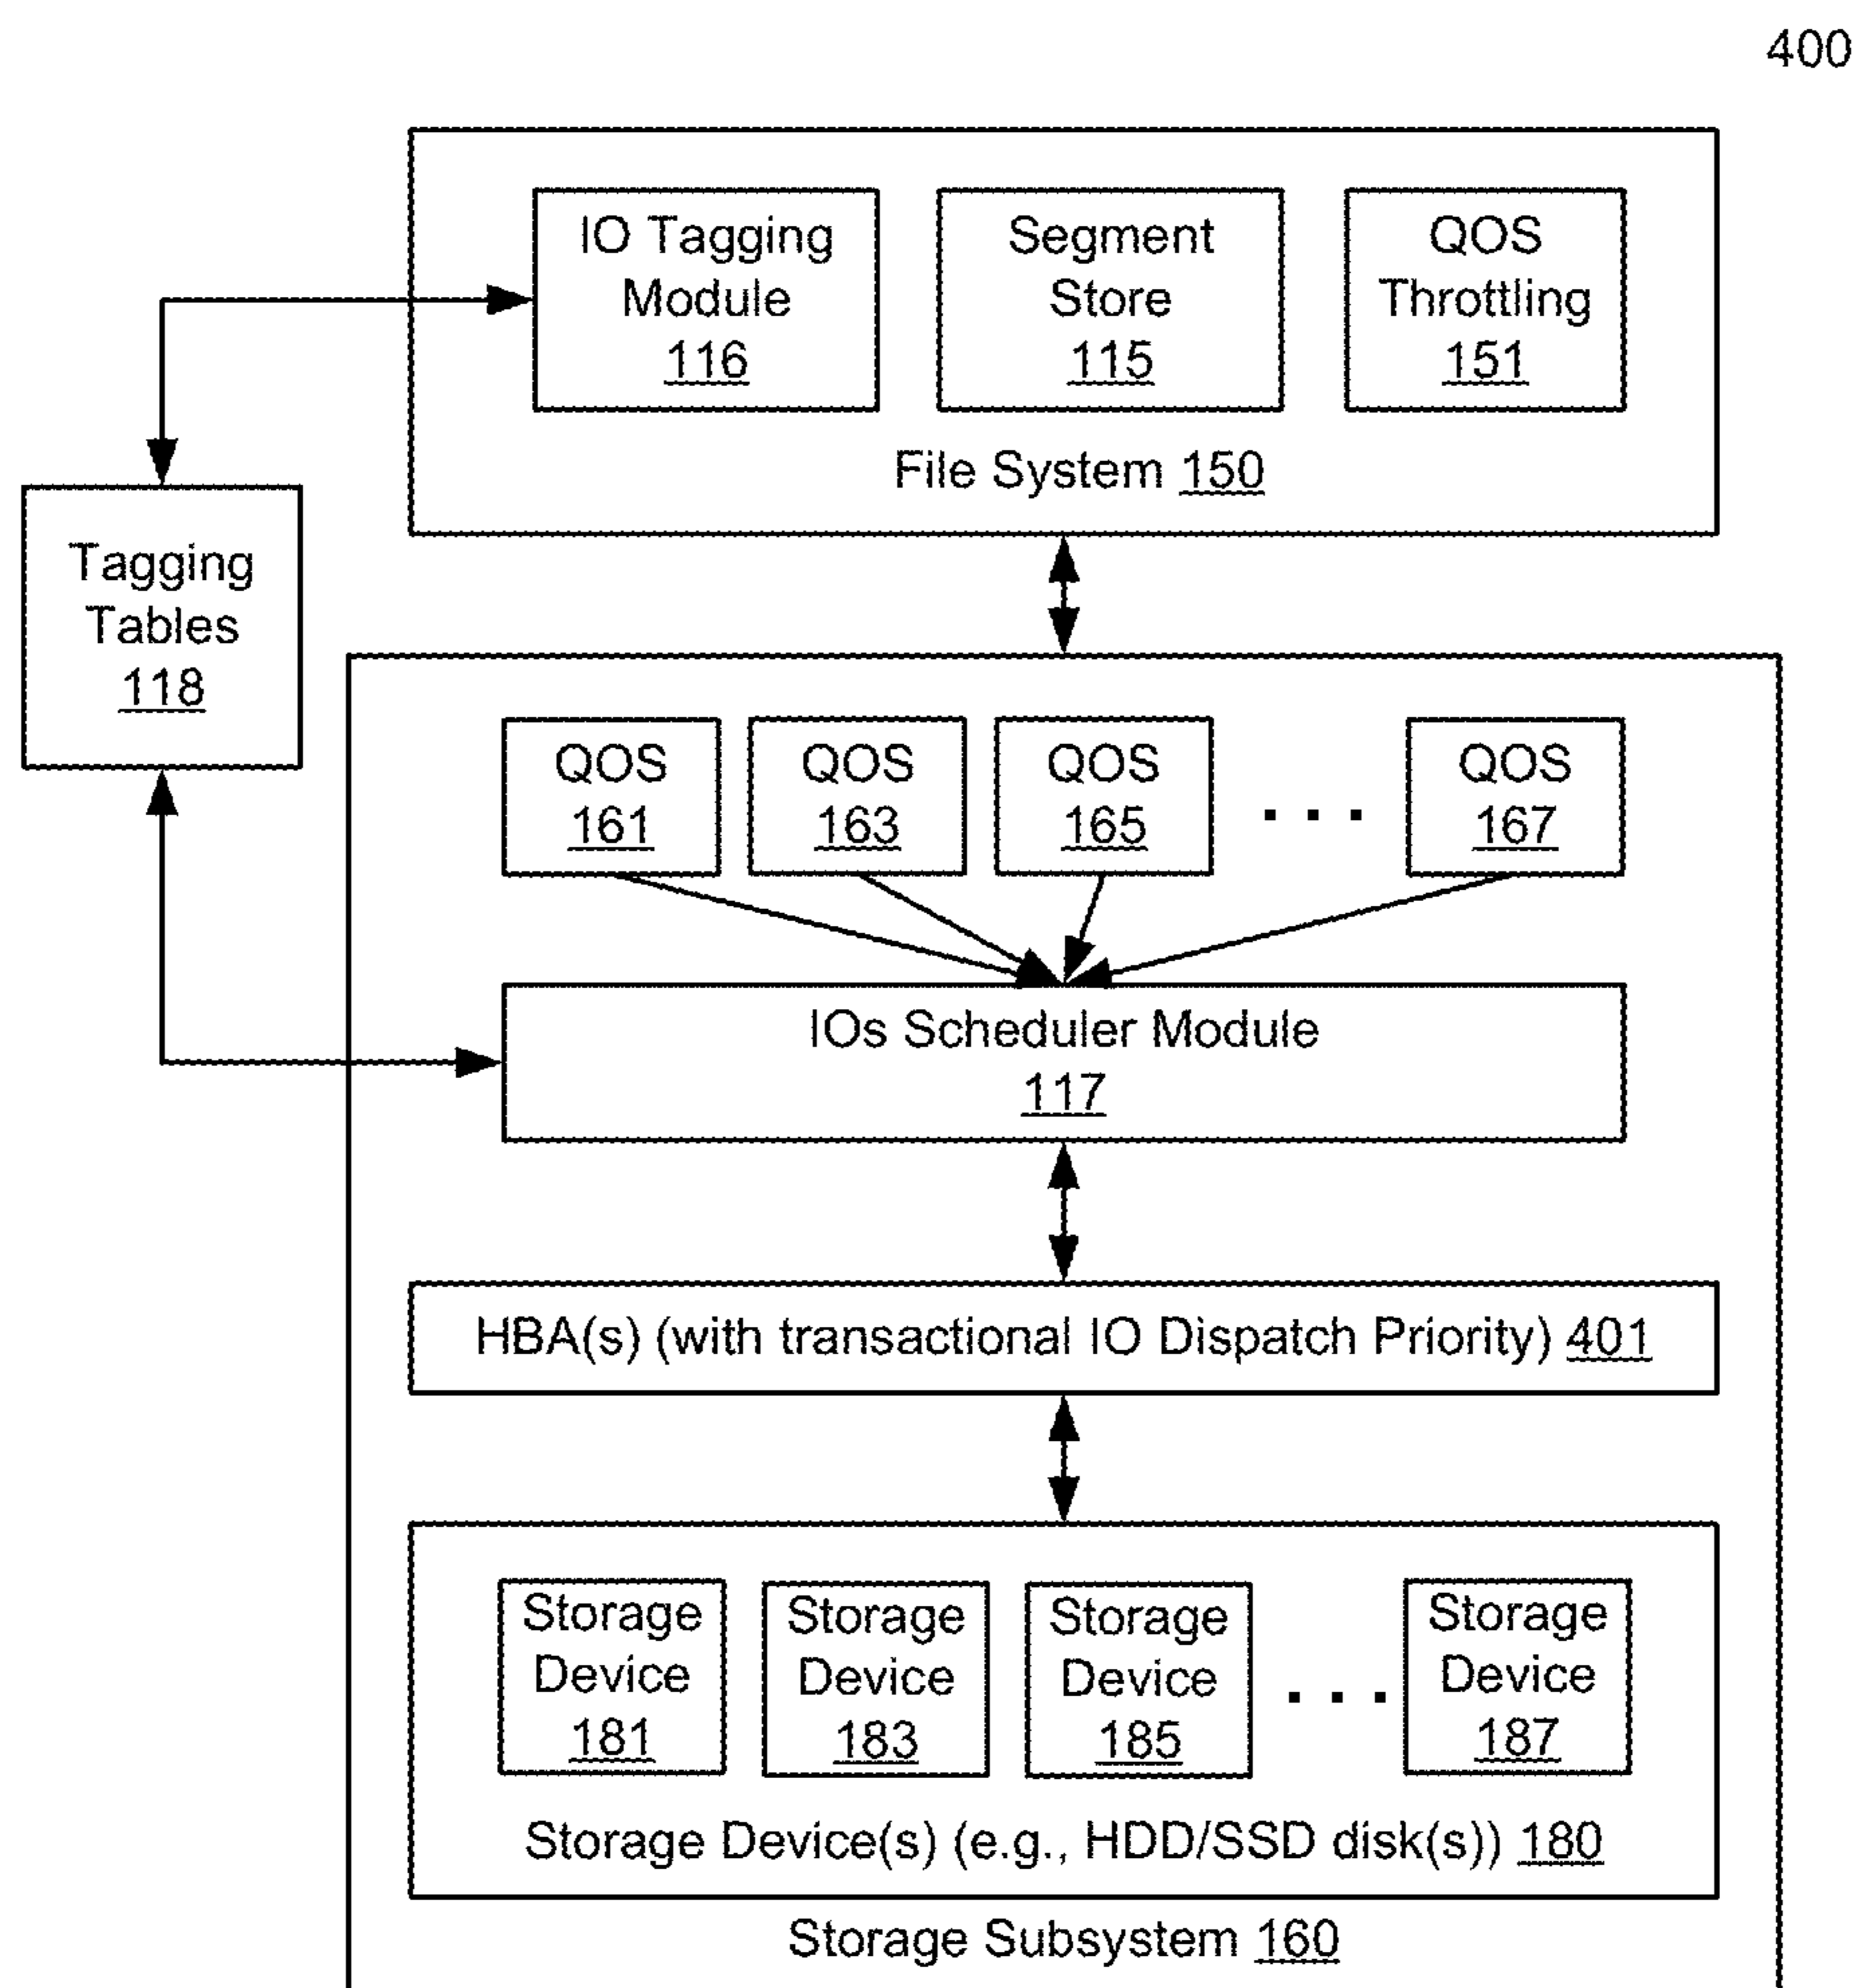 400
IO Tagging
Module
116
Segment
Store
115
QOS
Throttling
151
File System 150
Tagging
Tables
118
QOS
161
QOS
163
QOS
165
. . .
QOS
167
IOs Scheduler Module
117
HBA(s) (with transactional IO Dispatch Priority) 401
Storage
Device
181
Storage
Device
183
Storage
Device
185
. . .
Storage
Device
187
Storage Device(s) (e.g., HDD/SSD disk(s)) 180
Storage Subsystem 160